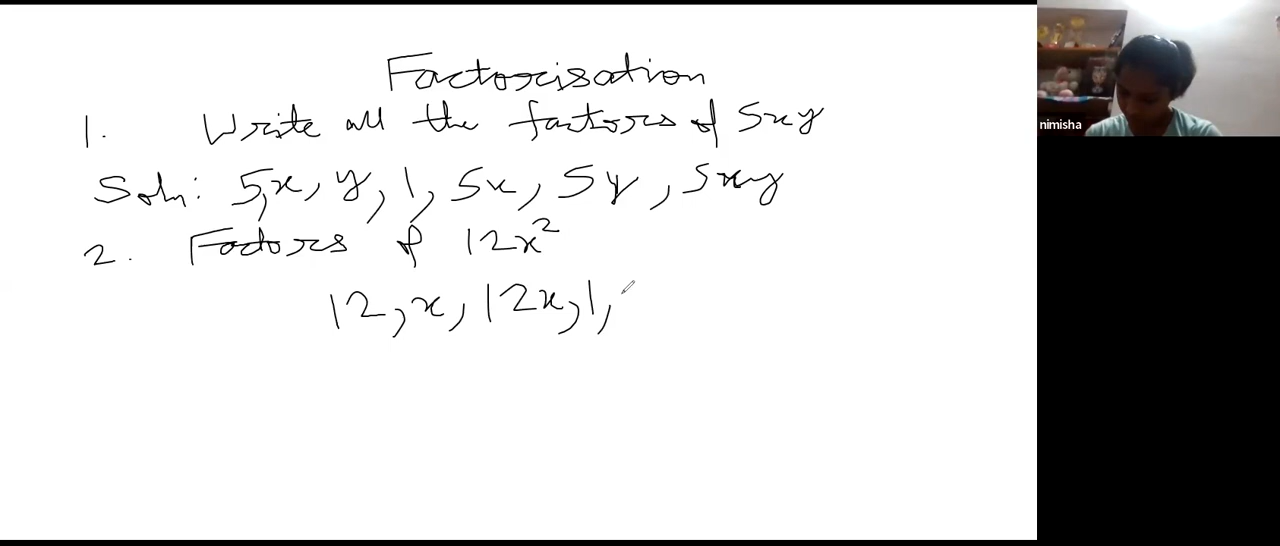 Factorisation
1. Write all the factors of 5xy
Soln: 5, x, y, 1, 5x, 5y, 5xy
2. Factors of 12x²
12, x, 12x, 1,
nimisha